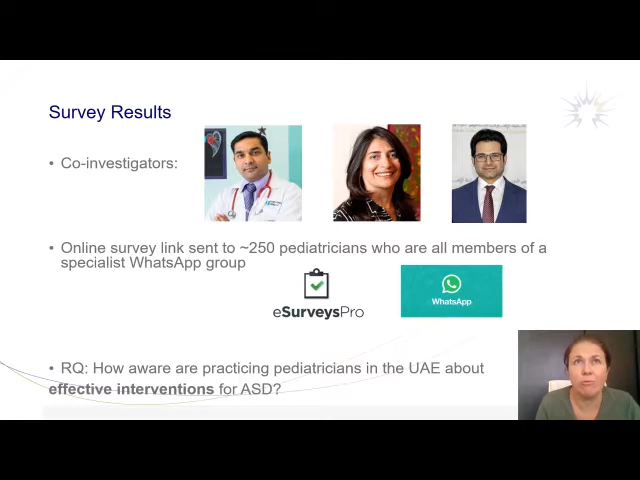 Survey Results
• Co-investigators:
• Online survey link sent to ~250 pediatricians who are all members of a
specialist WhatsApp group
eSurveysPro
WhatsApp
• RQ: How aware are practicing pediatricians in the UAE about
effective interventions for ASD?